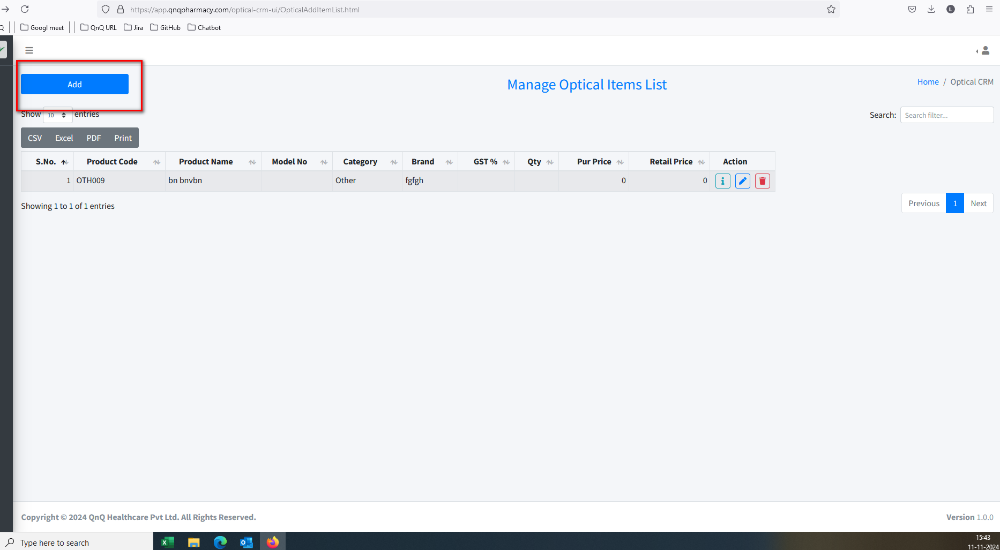 https://app.qnqpharmacy.com/optical-crm-ui/OpticalAddItemList.html
L
Q Googl meet QnQ URL Jira GitHub Chatbot
Add
Manage Optical Items List
Home / Optical CRM
Show 10 entries
Search: Search filter...
CSV Excel PDF Print
S.No. Product Code Product Name Model No Category Brand GST % Qty Pur Price Retail Price Action
1 OTH009 bn bnvbn Other fgfgh 0 0
Showing 1 to 1 of 1 entries
Previous 1 Next
Copyright © 2024 QnQ Healthcare Pvt Ltd. All Rights Reserved.
Version 1.0.0
Type here to search
15:43
11-11-2024